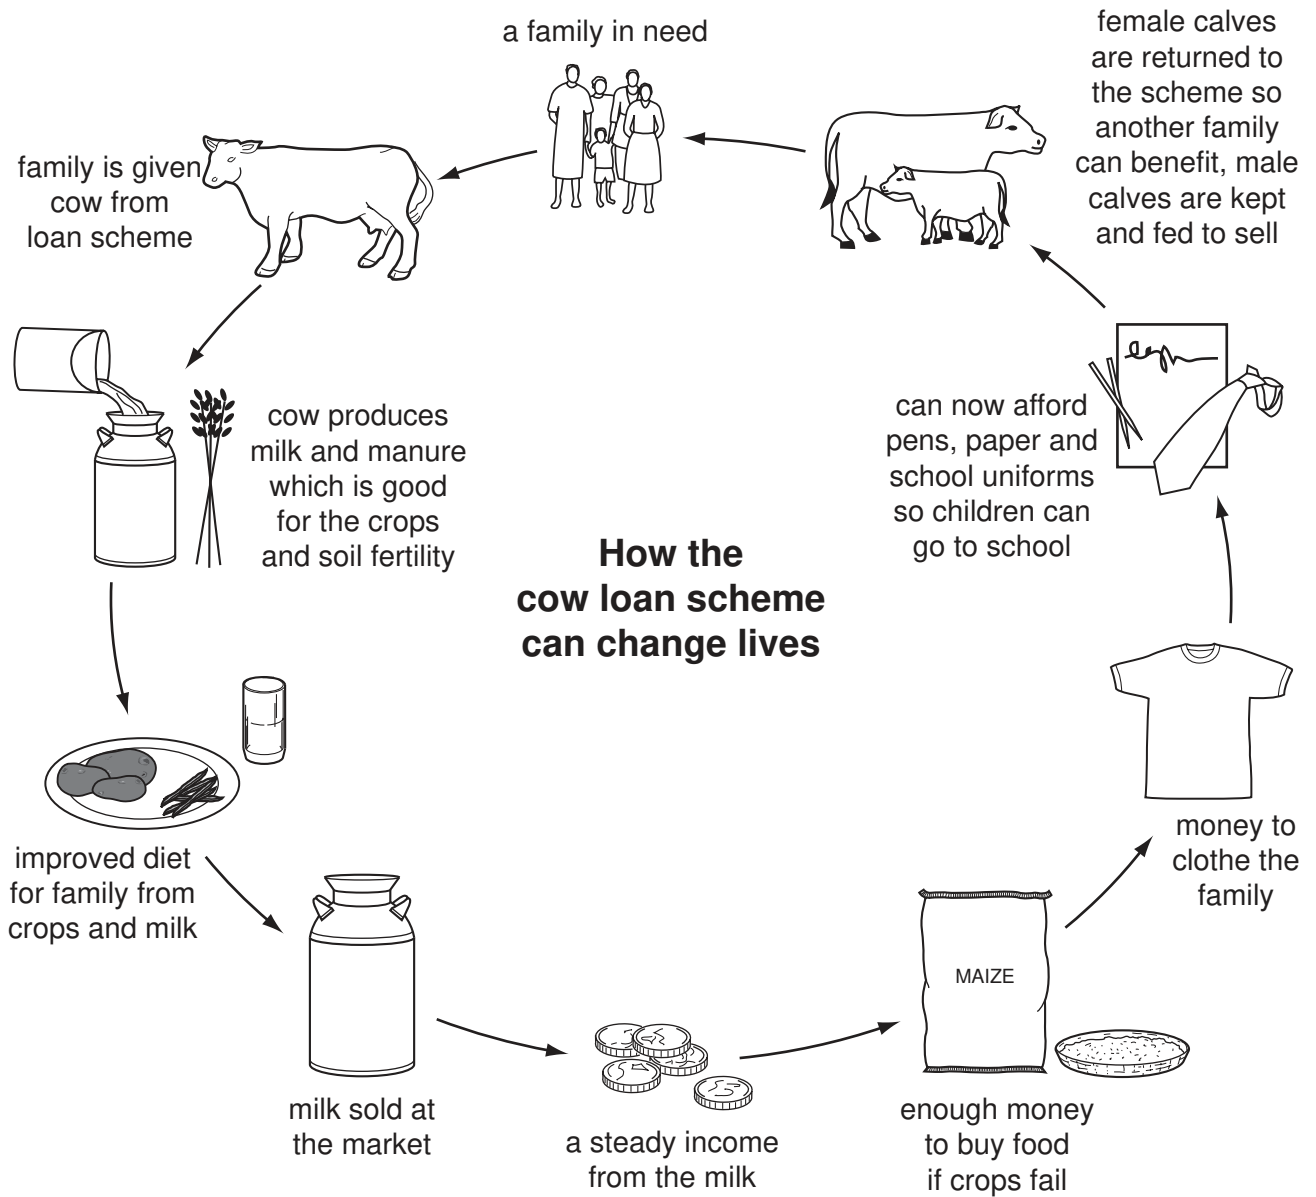 a family in need
family is given
cow from
loan scheme
cow produces
milk and manure
which is good
for the crops
and soil fertility
improved diet
for family from
crops and milk
milk sold at
the market
a steady income
from the milk
MAIZE
enough money
to buy food
if crops fail
money to
clothe the
family
can now afford
pens, paper and
school uniforms
so children can
go to school
female calves
are returned to
the scheme so
another family
can benefit, male
calves are kept
and fed to sell
How the
cow loan scheme
can change lives